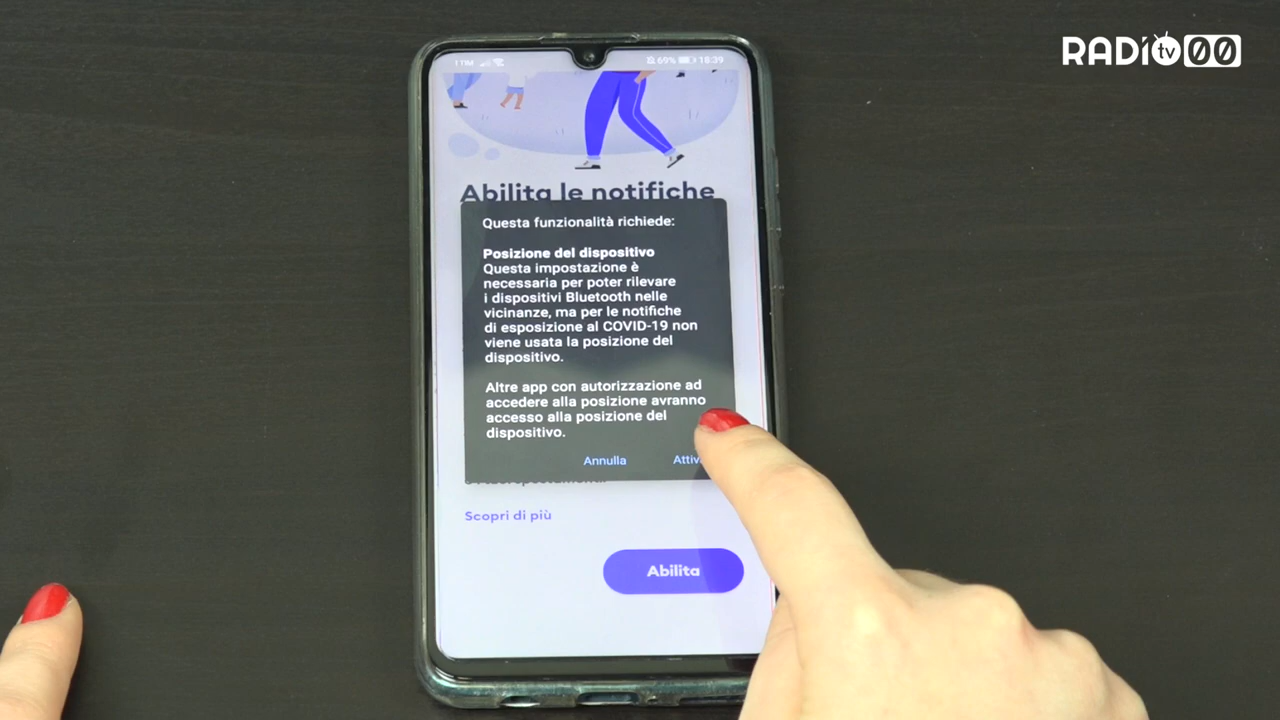 RADIO tv 00
TIM 69% 18:39
Abilita le notifiche
Questa funzionalità richiede:
Posizione del dispositivo
Questa impostazione è
necessaria per poter rilevare
i dispositivi Bluetooth nelle
vicinanze, ma per le notifiche
di esposizione al COVID-19 non
viene usata la posizione del
dispositivo.
Altre app con autorizzazione ad
accedere alla posizione avranno
accesso alla posizione del
dispositivo.
Annulla
Scopri di più
Abilita